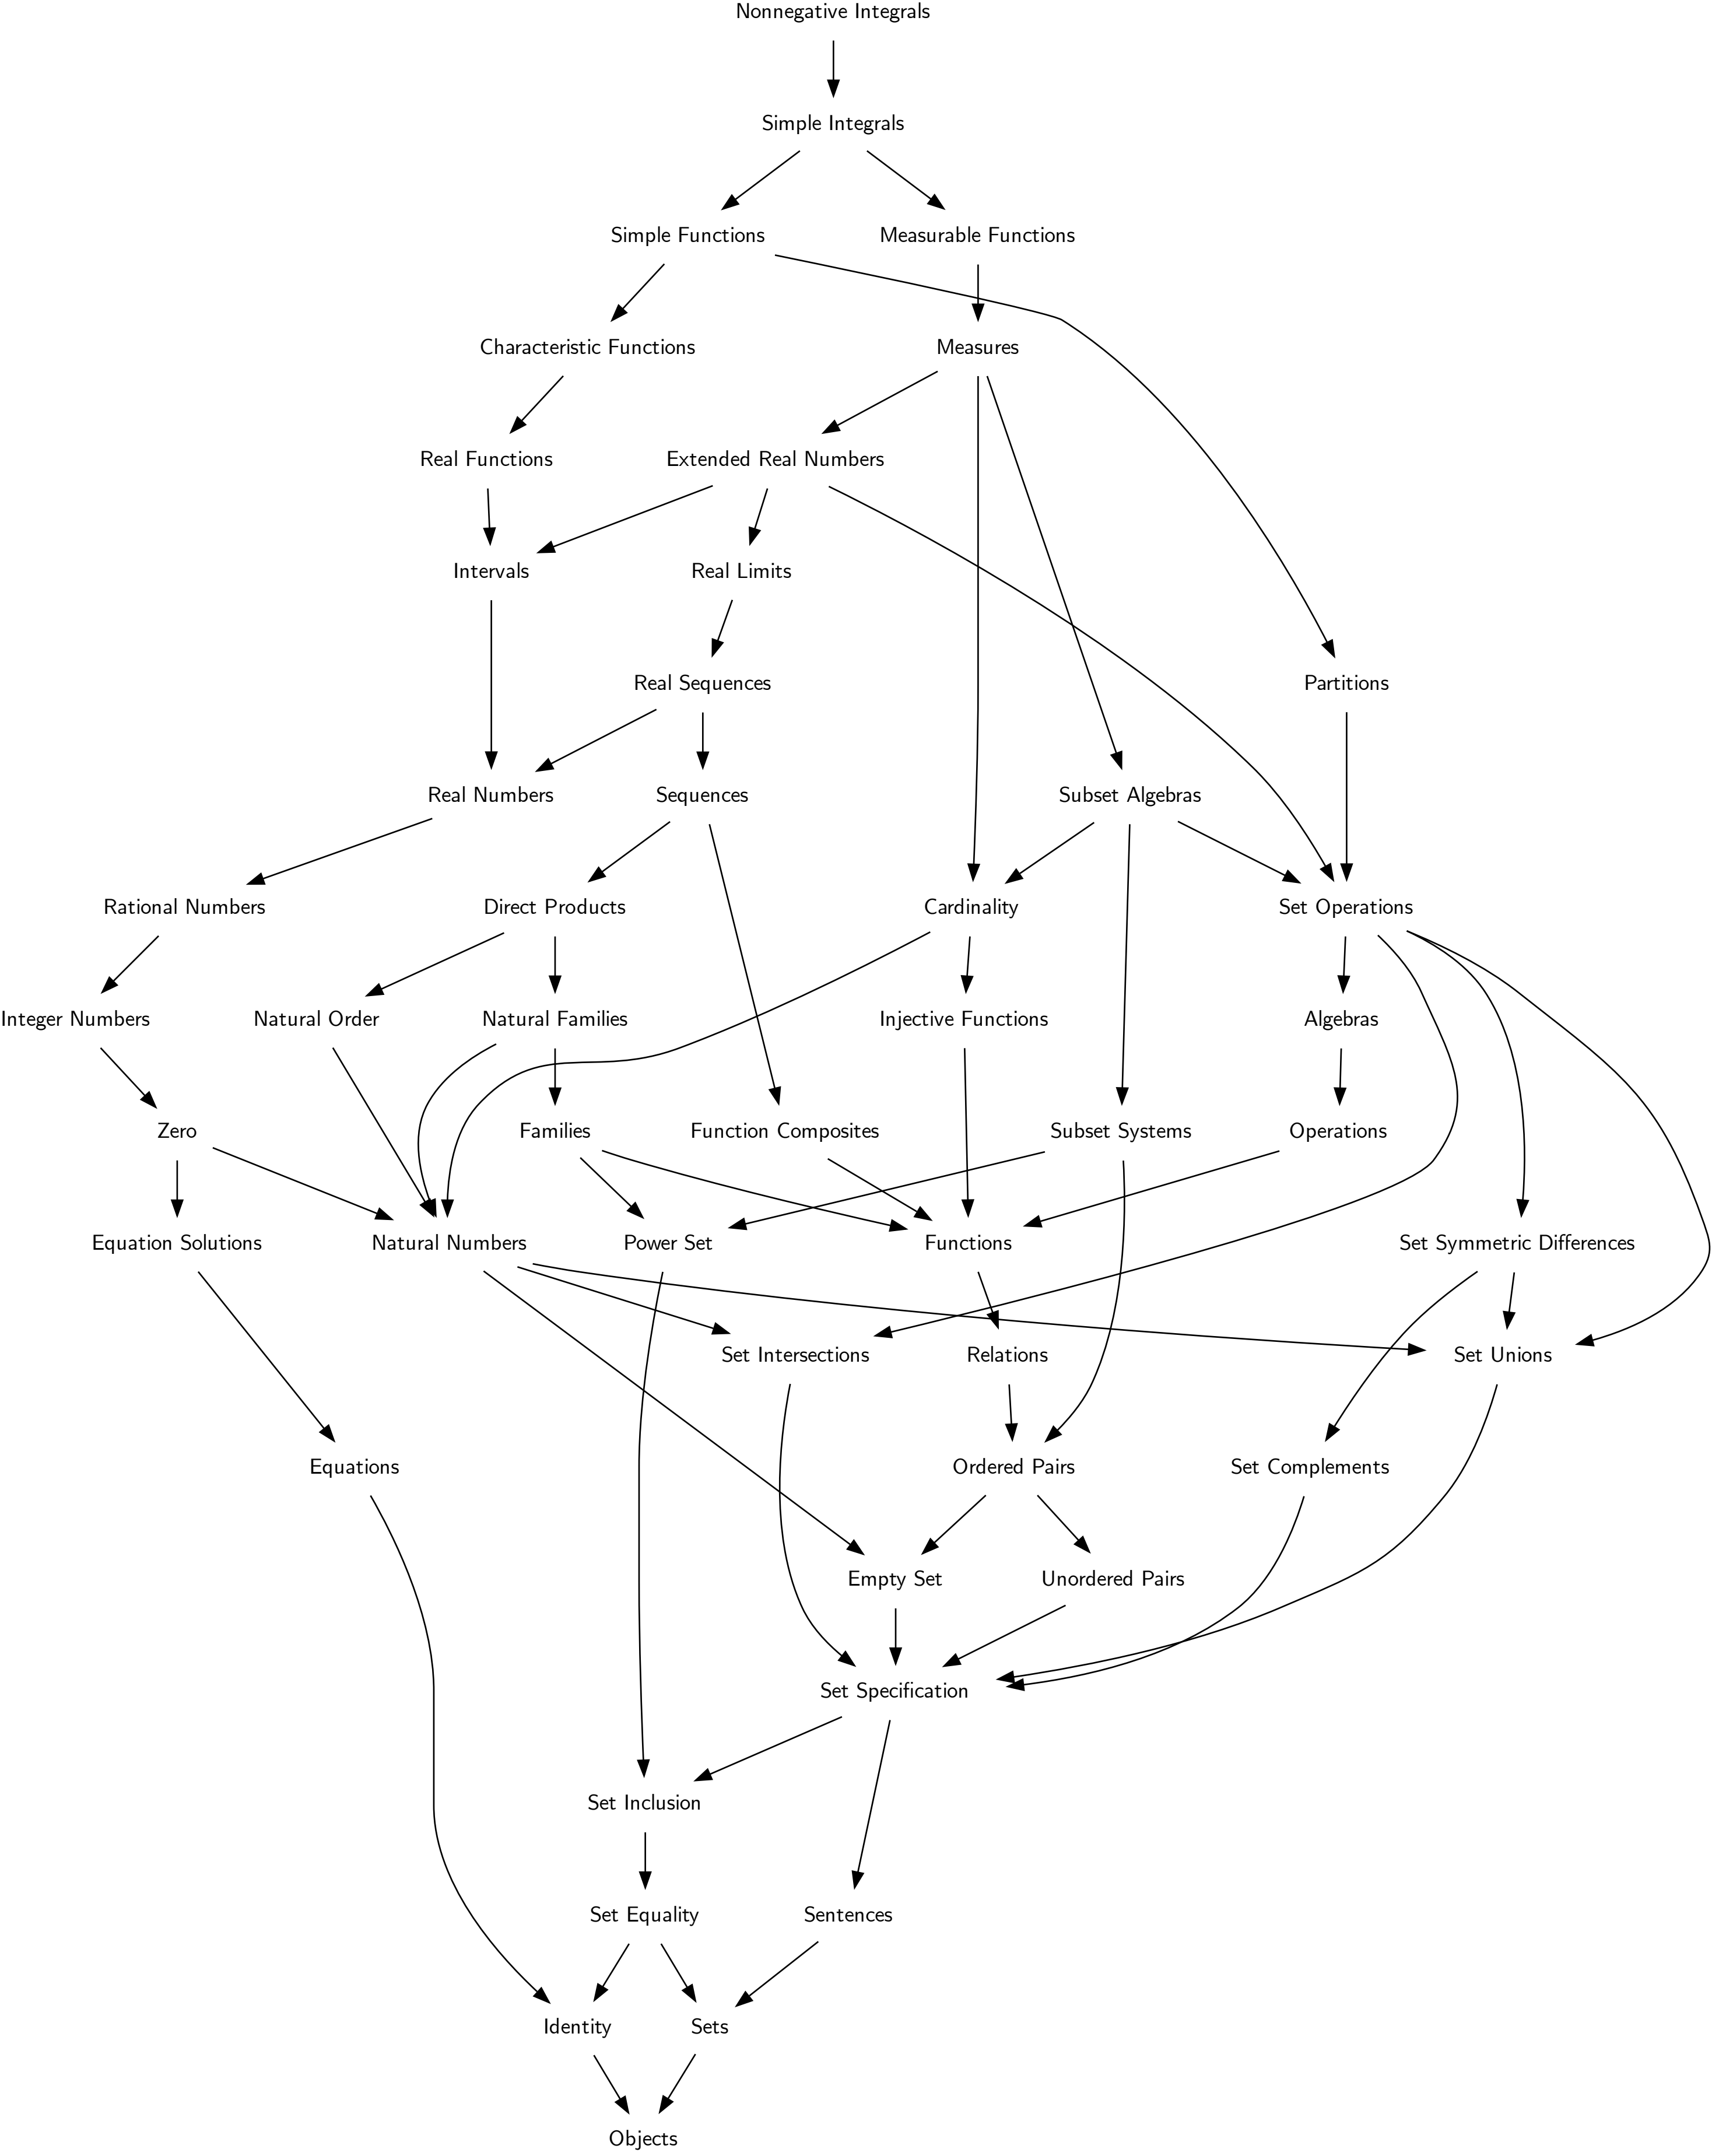 Nonnegative Integrals
Simple Integrals
Simple Functions
Measurable Functions
Characteristic Functions
Measures
Real Functions
Extended Real Numbers
Intervals
Real Limits
Real Sequences
Partitions
Real Numbers
Sequences
Subset Algebras
Rational Numbers
Direct Products
Cardinality
Set Operations
Integer Numbers
Natural Order
Natural Families
Injective Functions
Algebras
Zero
Families
Function Composites
Subset Systems
Operations
Equation Solutions
Natural Numbers
Power Set
Functions
Set Symmetric Differences
Set Intersections
Relations
Set Unions
Equations
Ordered Pairs
Set Complements
Empty Set
Unordered Pairs
Set Specification
Set Inclusion
Set Equality
Sentences
Identity
Sets
Objects